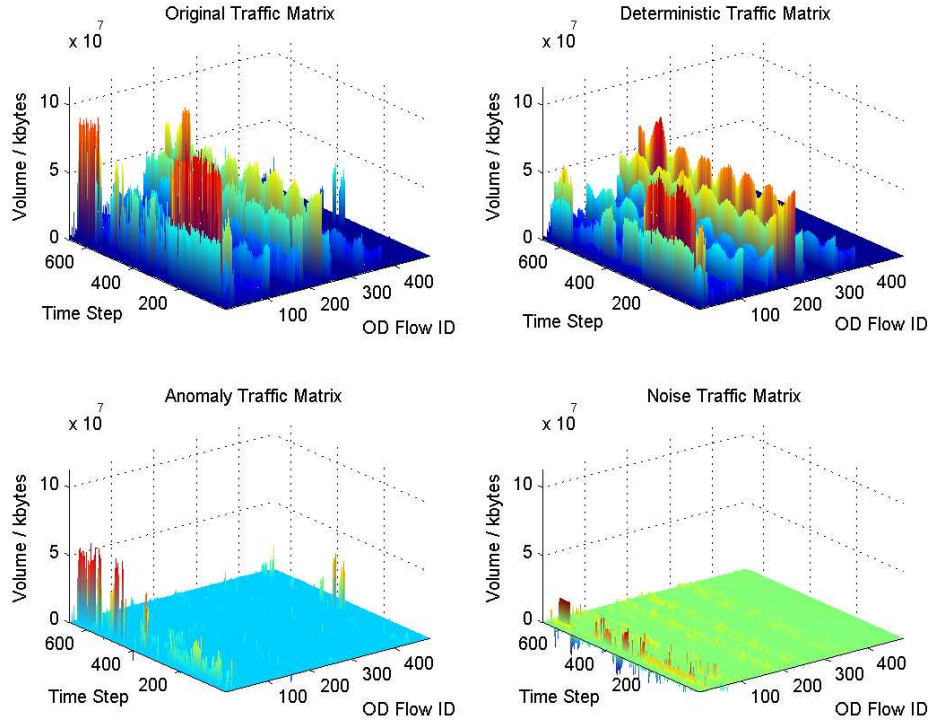 Original Traffic Matrix
x 10^7
Volume / kbytes
10
5
0
600
400
200
Time Step
100
200
300
400
OD Flow ID
Deterministic Traffic Matrix
x 10^7
Volume / kbytes
10
5
0
600
400
200
Time Step
100
200
300
400
OD Flow ID
Anomaly Traffic Matrix
x 10^7
Volume / kbytes
10
5
0
600
400
200
Time Step
100
200
300
400
OD Flow ID
Noise Traffic Matrix
x 10^7
Volume / kbytes
10
5
0
600
400
200
Time Step
100
200
300
400
OD Flow ID